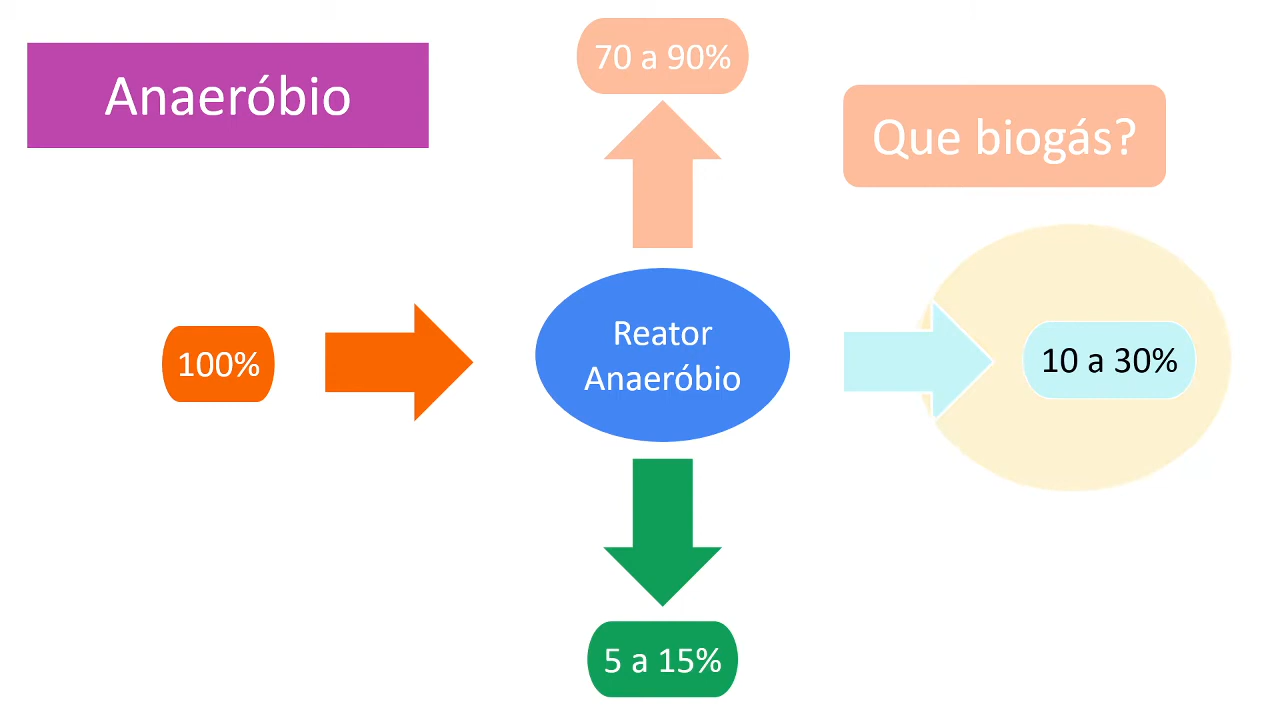 Anaeróbio
70 a 90%
Que biogás?
100%
Reator
Anaeróbio
10 a 30%
5 a 15%